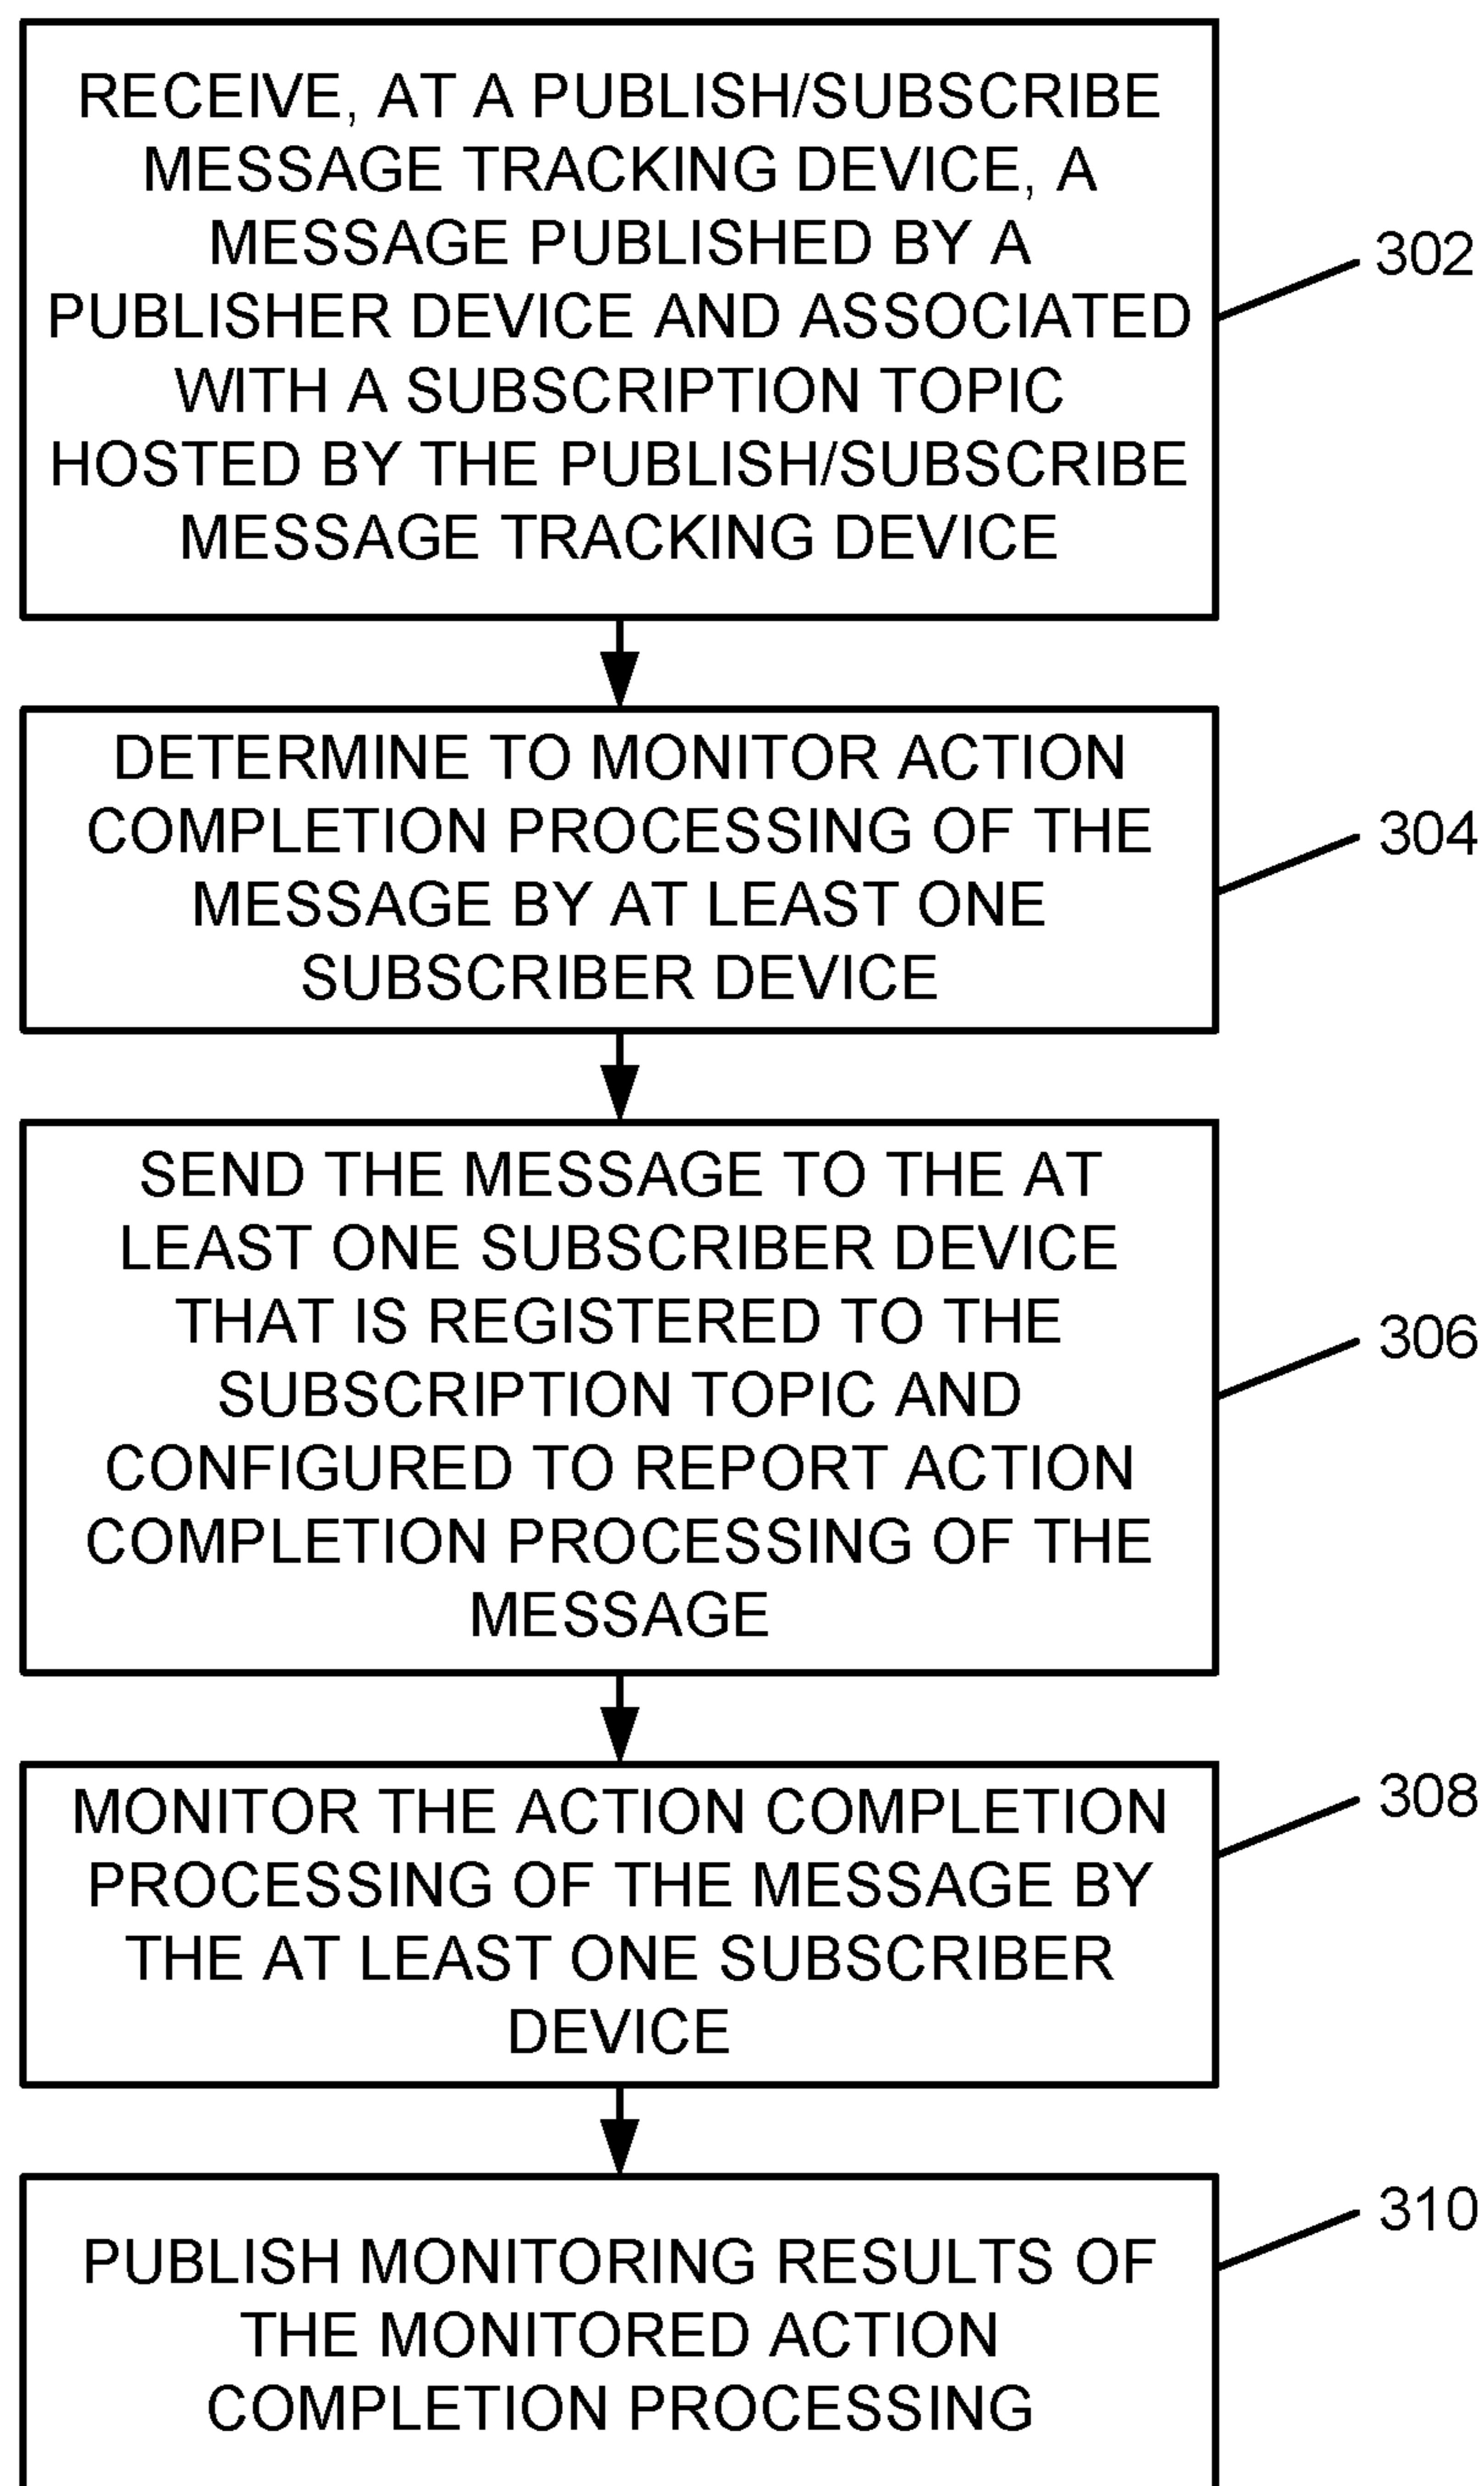 RECEIVE, AT A PUBLISH/SUBSCRIBE
MESSAGE TRACKING DEVICE, A
MESSAGE PUBLISHED BY A
PUBLISHER DEVICE AND ASSOCIATED
WITH A SUBSCRIPTION TOPIC
HOSTED BY THE PUBLISH/SUBSCRIBE
MESSAGE TRACKING DEVICE
302
DETERMINE TO MONITOR ACTION
COMPLETION PROCESSING OF THE
MESSAGE BY AT LEAST ONE
SUBSCRIBER DEVICE
304
SEND THE MESSAGE TO THE AT
LEAST ONE SUBSCRIBER DEVICE
THAT IS REGISTERED TO THE
SUBSCRIPTION TOPIC AND
CONFIGURED TO REPORT ACTION
COMPLETION PROCESSING OF THE
MESSAGE
306
MONITOR THE ACTION COMPLETION
PROCESSING OF THE MESSAGE BY
THE AT LEAST ONE SUBSCRIBER
DEVICE
308
PUBLISH MONITORING RESULTS OF
THE MONITORED ACTION
COMPLETION PROCESSING
310